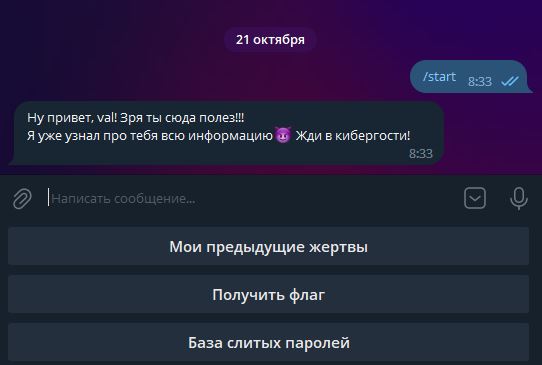 21 октября
/start 8:33
Ну привет, val! Зря ты сюда полез!!!
Я уже узнал про тебя всю информацию😈 Жди в кибергости!
8:33
Написать сообщение...
Мои предыдущие жертвы
Получить флаг
База слитых паролей